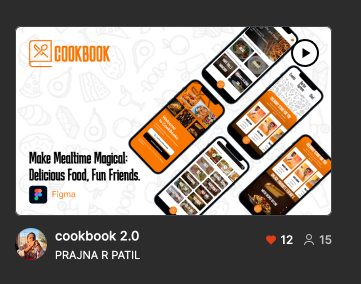 COOKBOOK
Make Mealtime Magical:
Delicious Food, Fun Friends.
Figma
cookbook 2.0
12
15
PRAJNA R PATIL